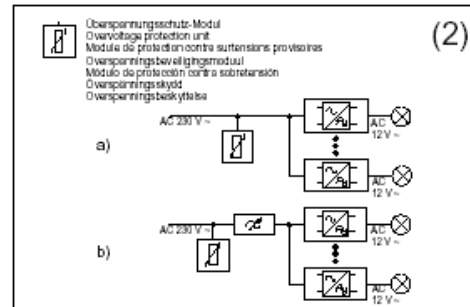 Überspannungsschutz-Modul
Overvoltage protection unit
Module de protection contre surtensions provisoires
Overspanningsbeveiligingsmoduul
Módulo de protección contra sobretensión
Överspänningsskydd
Overspenningsbeskyttelse
(2)
a)
AC 230 V ~
AC
12 V ~
AC
12 V ~
b)
AC 230 V ~
AC
12 V ~
AC
12 V ~